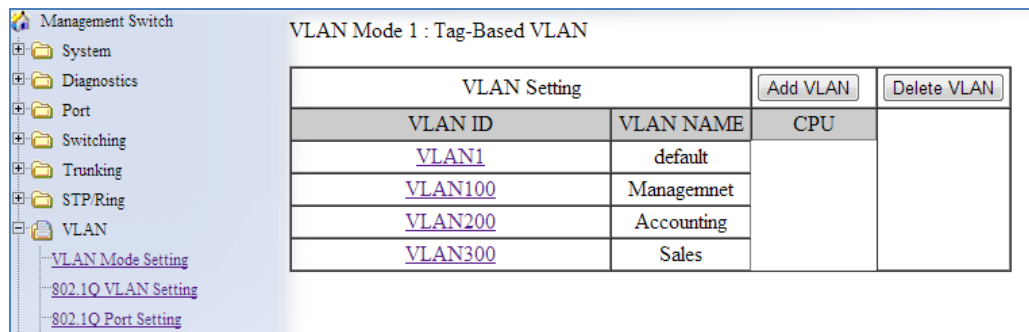 Management Switch
System
Diagnostics
Port
Switching
Trunking
STP/Ring
VLAN
VLAN Mode Setting
802.1Q VLAN Setting
802.1Q Port Setting
VLAN Mode 1 : Tag-Based VLAN
VLAN Setting Add VLAN Delete VLAN
VLAN ID VLAN NAME CPU
VLAN1 default
VLAN100 Managemnet
VLAN200 Accounting
VLAN300 Sales